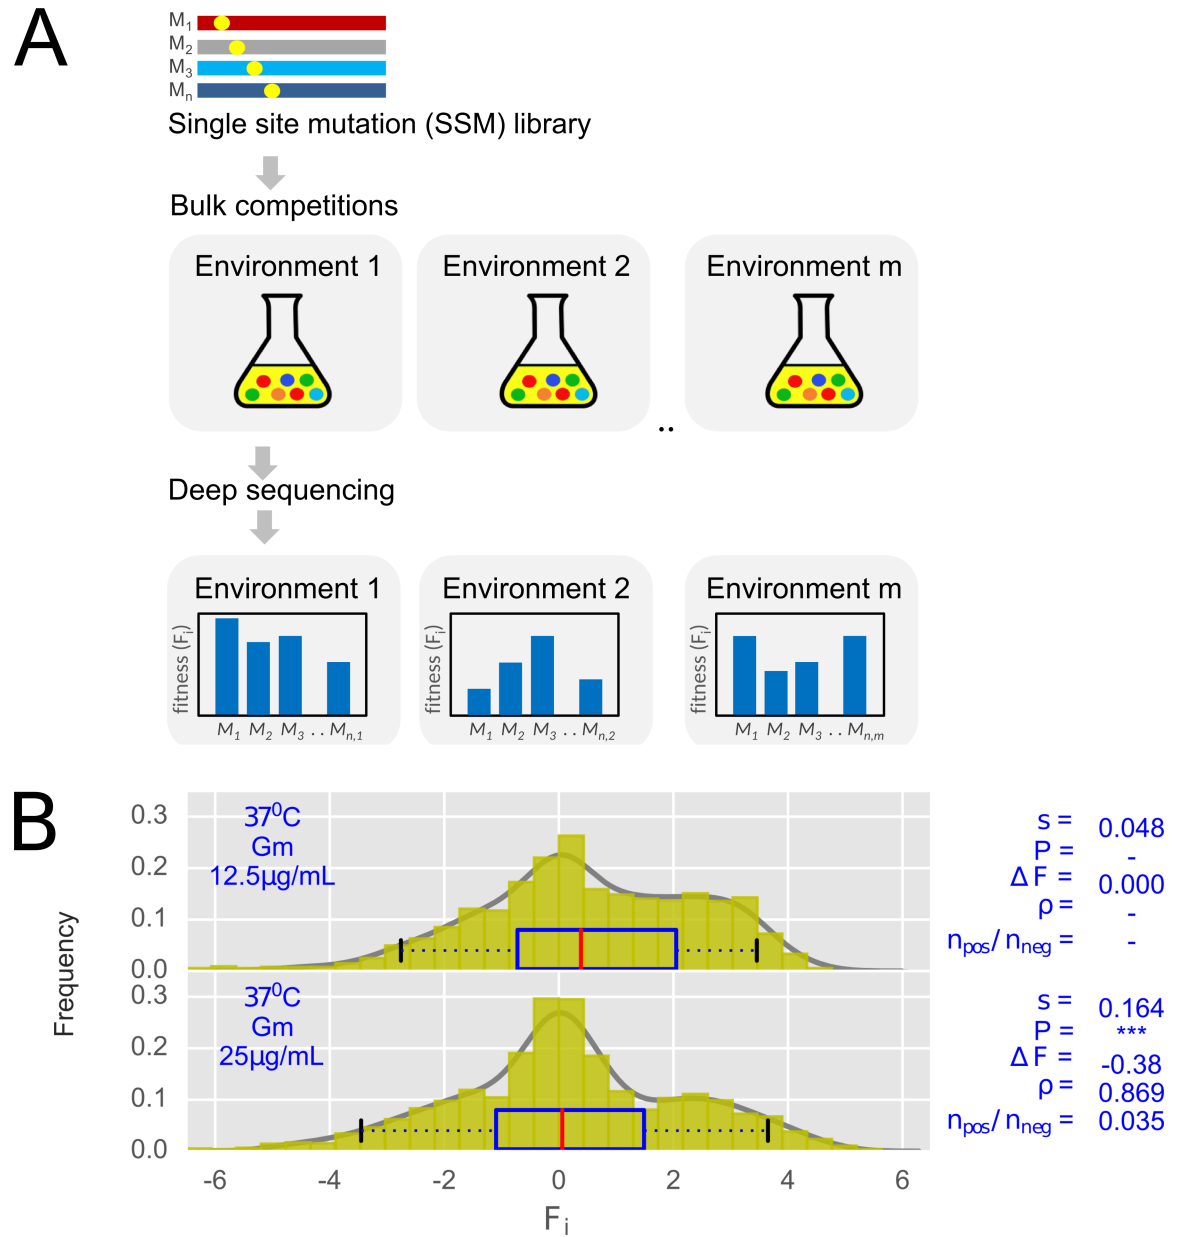 A
M1
M2
M3
Mn
Single site mutation (SSM) library
Bulk competitions
Environment 1
Environment 2
Environment m
..
Deep sequencing
Environment 1
Environment 2
Environment m
fitness (Fi)
M1 M2 M3 .. Mn,1
fitness (Fi)
M1 M2 M3 .. Mn,2
fitness (Fi)
M1 M2 M3 .. Mn,m
B
Frequency
0.3
0.2
0.1
0.0
37⁰C
Gm
12.5µg/mL
s = 0.048
P = -
Δ F = 0.000
ρ = -
npos/ nneg = -
0.3
0.2
0.1
0.0
37⁰C
Gm
25µg/mL
s = 0.164
P = ***
Δ F = -0.38
ρ = 0.869
npos/ nneg = 0.035
-6 -4 -2 0 2 4 6
Fi